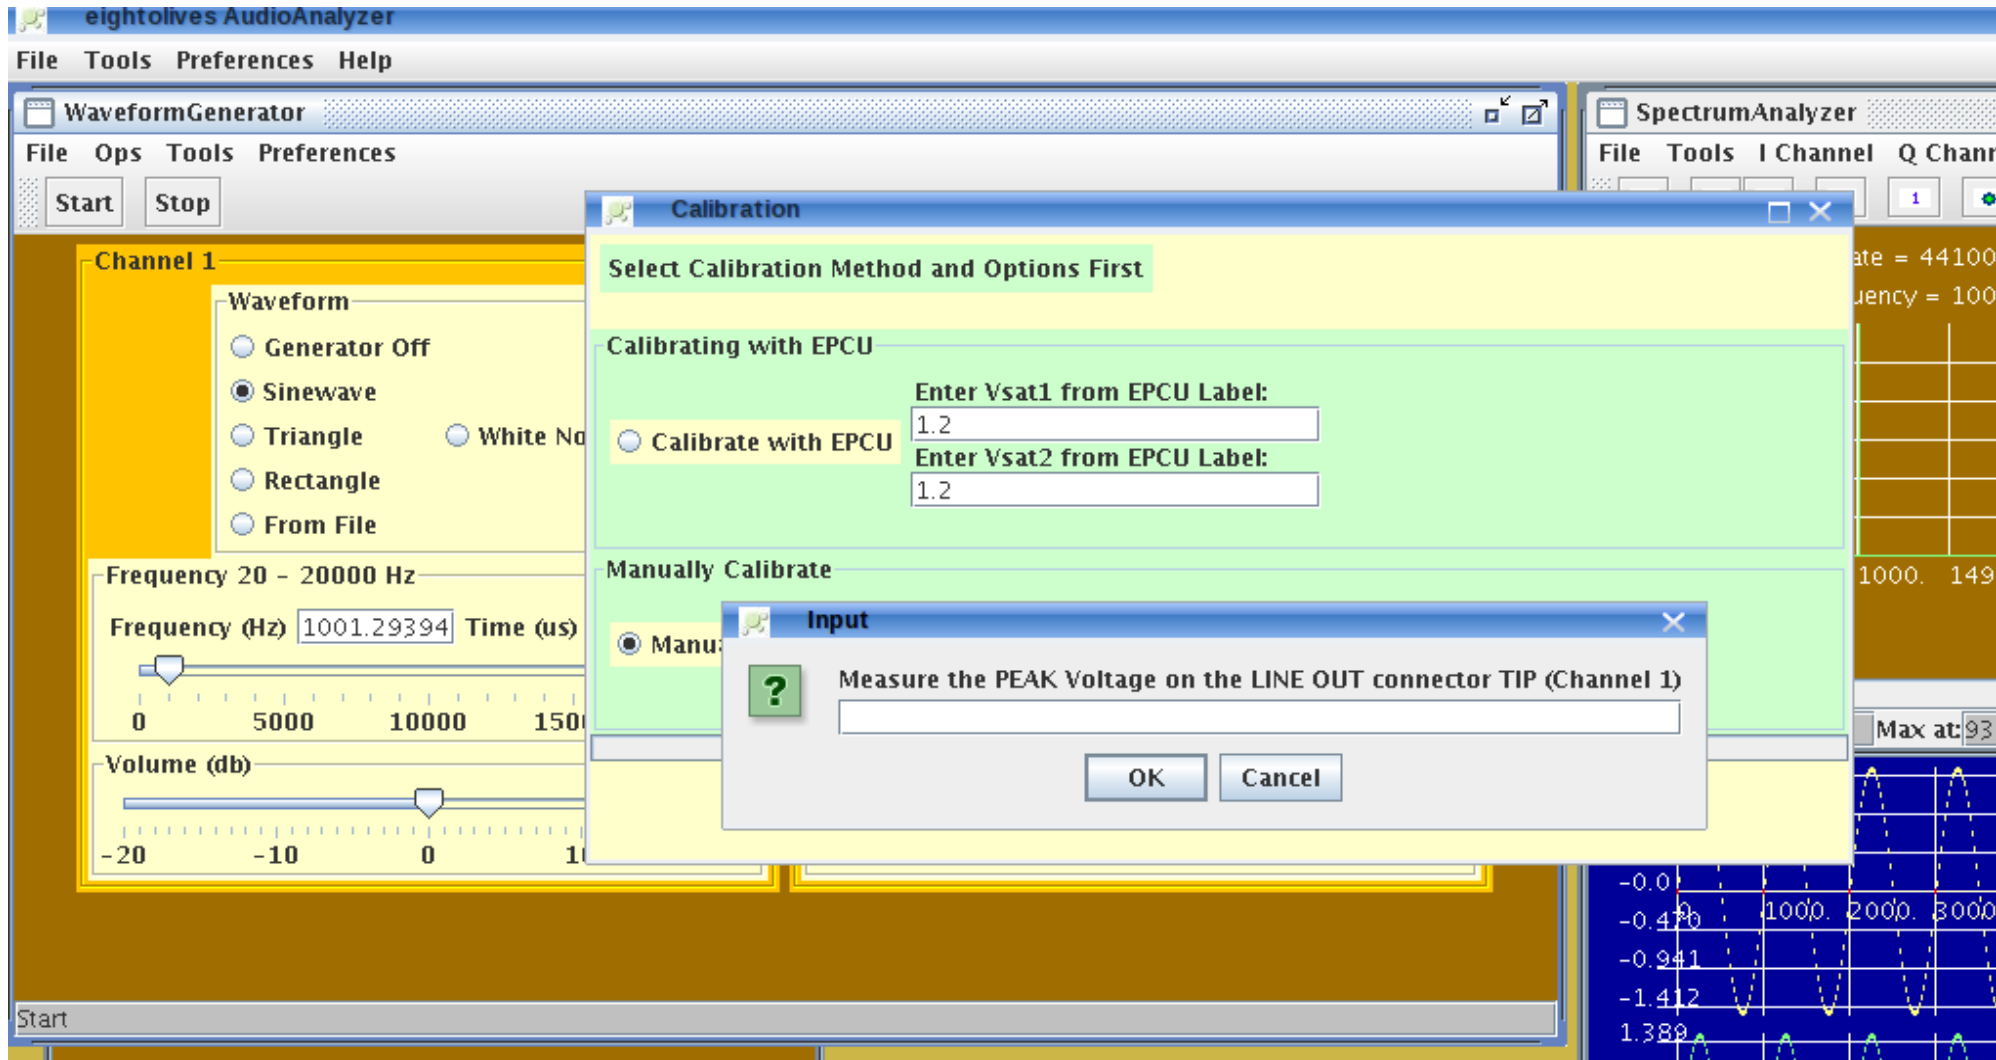 eightolives AudioAnalyzer
File Tools Preferences Help
WaveformGenerator
File Ops Tools Preferences
Start Stop
Channel 1
Waveform
Generator Off
Sinewave
Triangle White No
Rectangle
From File
Frequency 20 - 20000 Hz
Frequency (Hz) 1001.29394 Time (us)
0 5000 10000 150
Volume (db)
-20 -10 0 1
Start
Calibration
Select Calibration Method and Options First
Calibrating with EPCU
Calibrate with EPCU
Enter Vsat1 from EPCU Label:
1.2
Enter Vsat2 from EPCU Label:
1.2
Manually Calibrate
Manu
Input
?
Measure the PEAK Voltage on the LINE OUT connector TIP (Channel 1)
OK Cancel
SpectrumAnalyzer
File Tools I Channel Q Chann
1
ate = 44100
uency = 100
1000. 149
Max at: 93
-0.0
0. 1000. 2000. 3000
-0.470
-0.941
-1.412
1.389